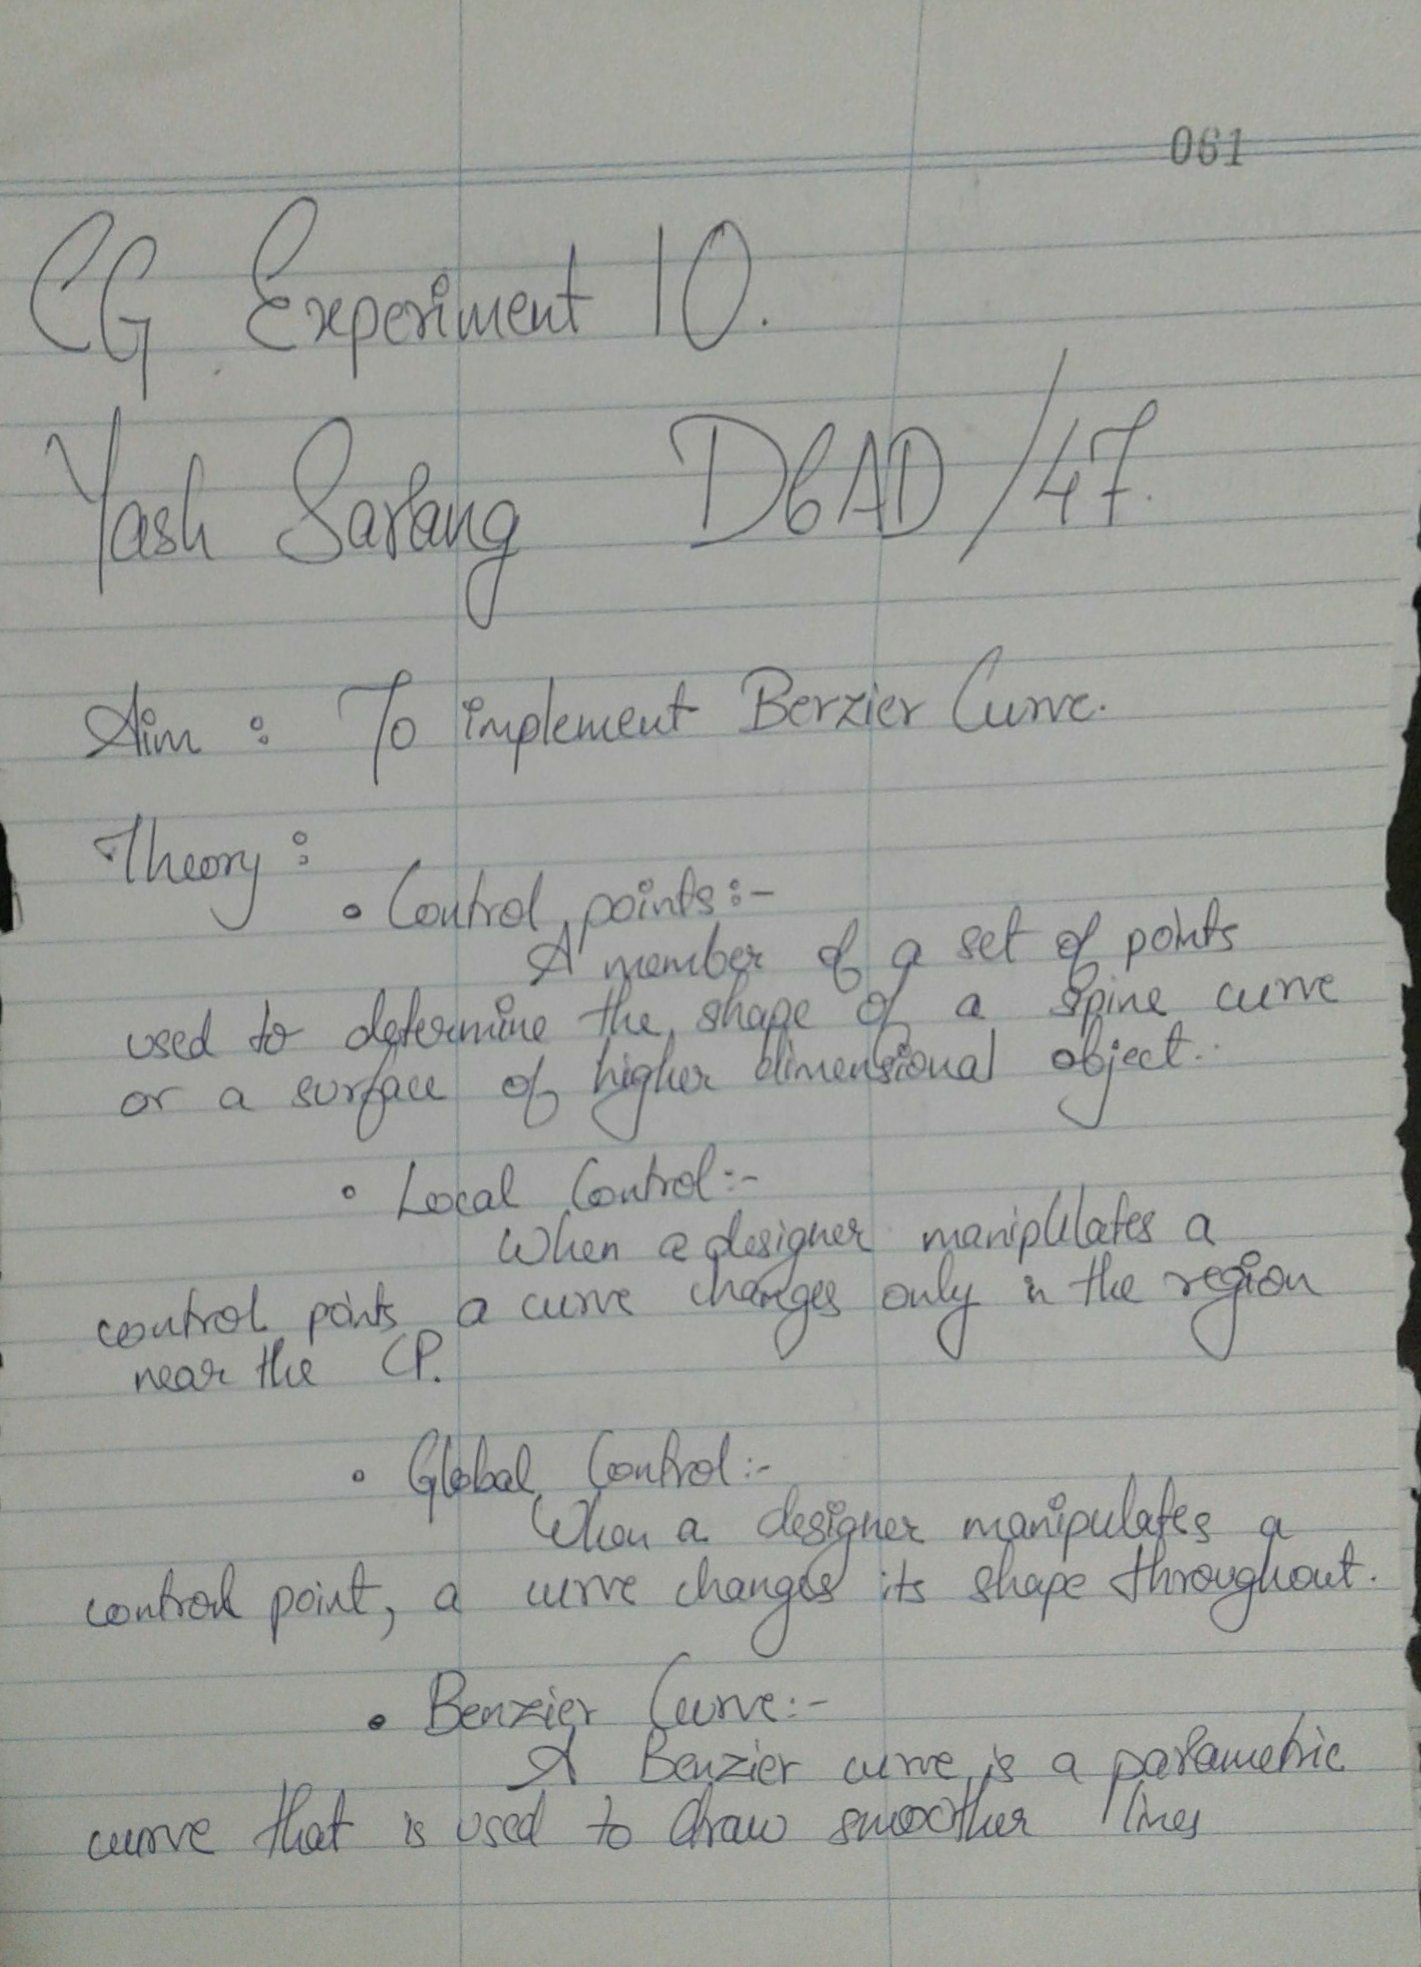 061
CG Experiment 10.
Yash Sarang D6AD/47.
Aim : To implement Berzier Curve.
Theory :
• Control points:-
A member of a set of points
used to determine the shape of a spine curve
or a surface of higher dimensional object.
• Local Control:-
When a designer manipulates a
control points a curve changes only in the region
near the CP.
• Global Control:-
When a designer manipulates a
control point, a curve changes its shape throughout.
• Benzier Curve:-
A Benzier curve is a parametric
curve that is used to draw smoother lines